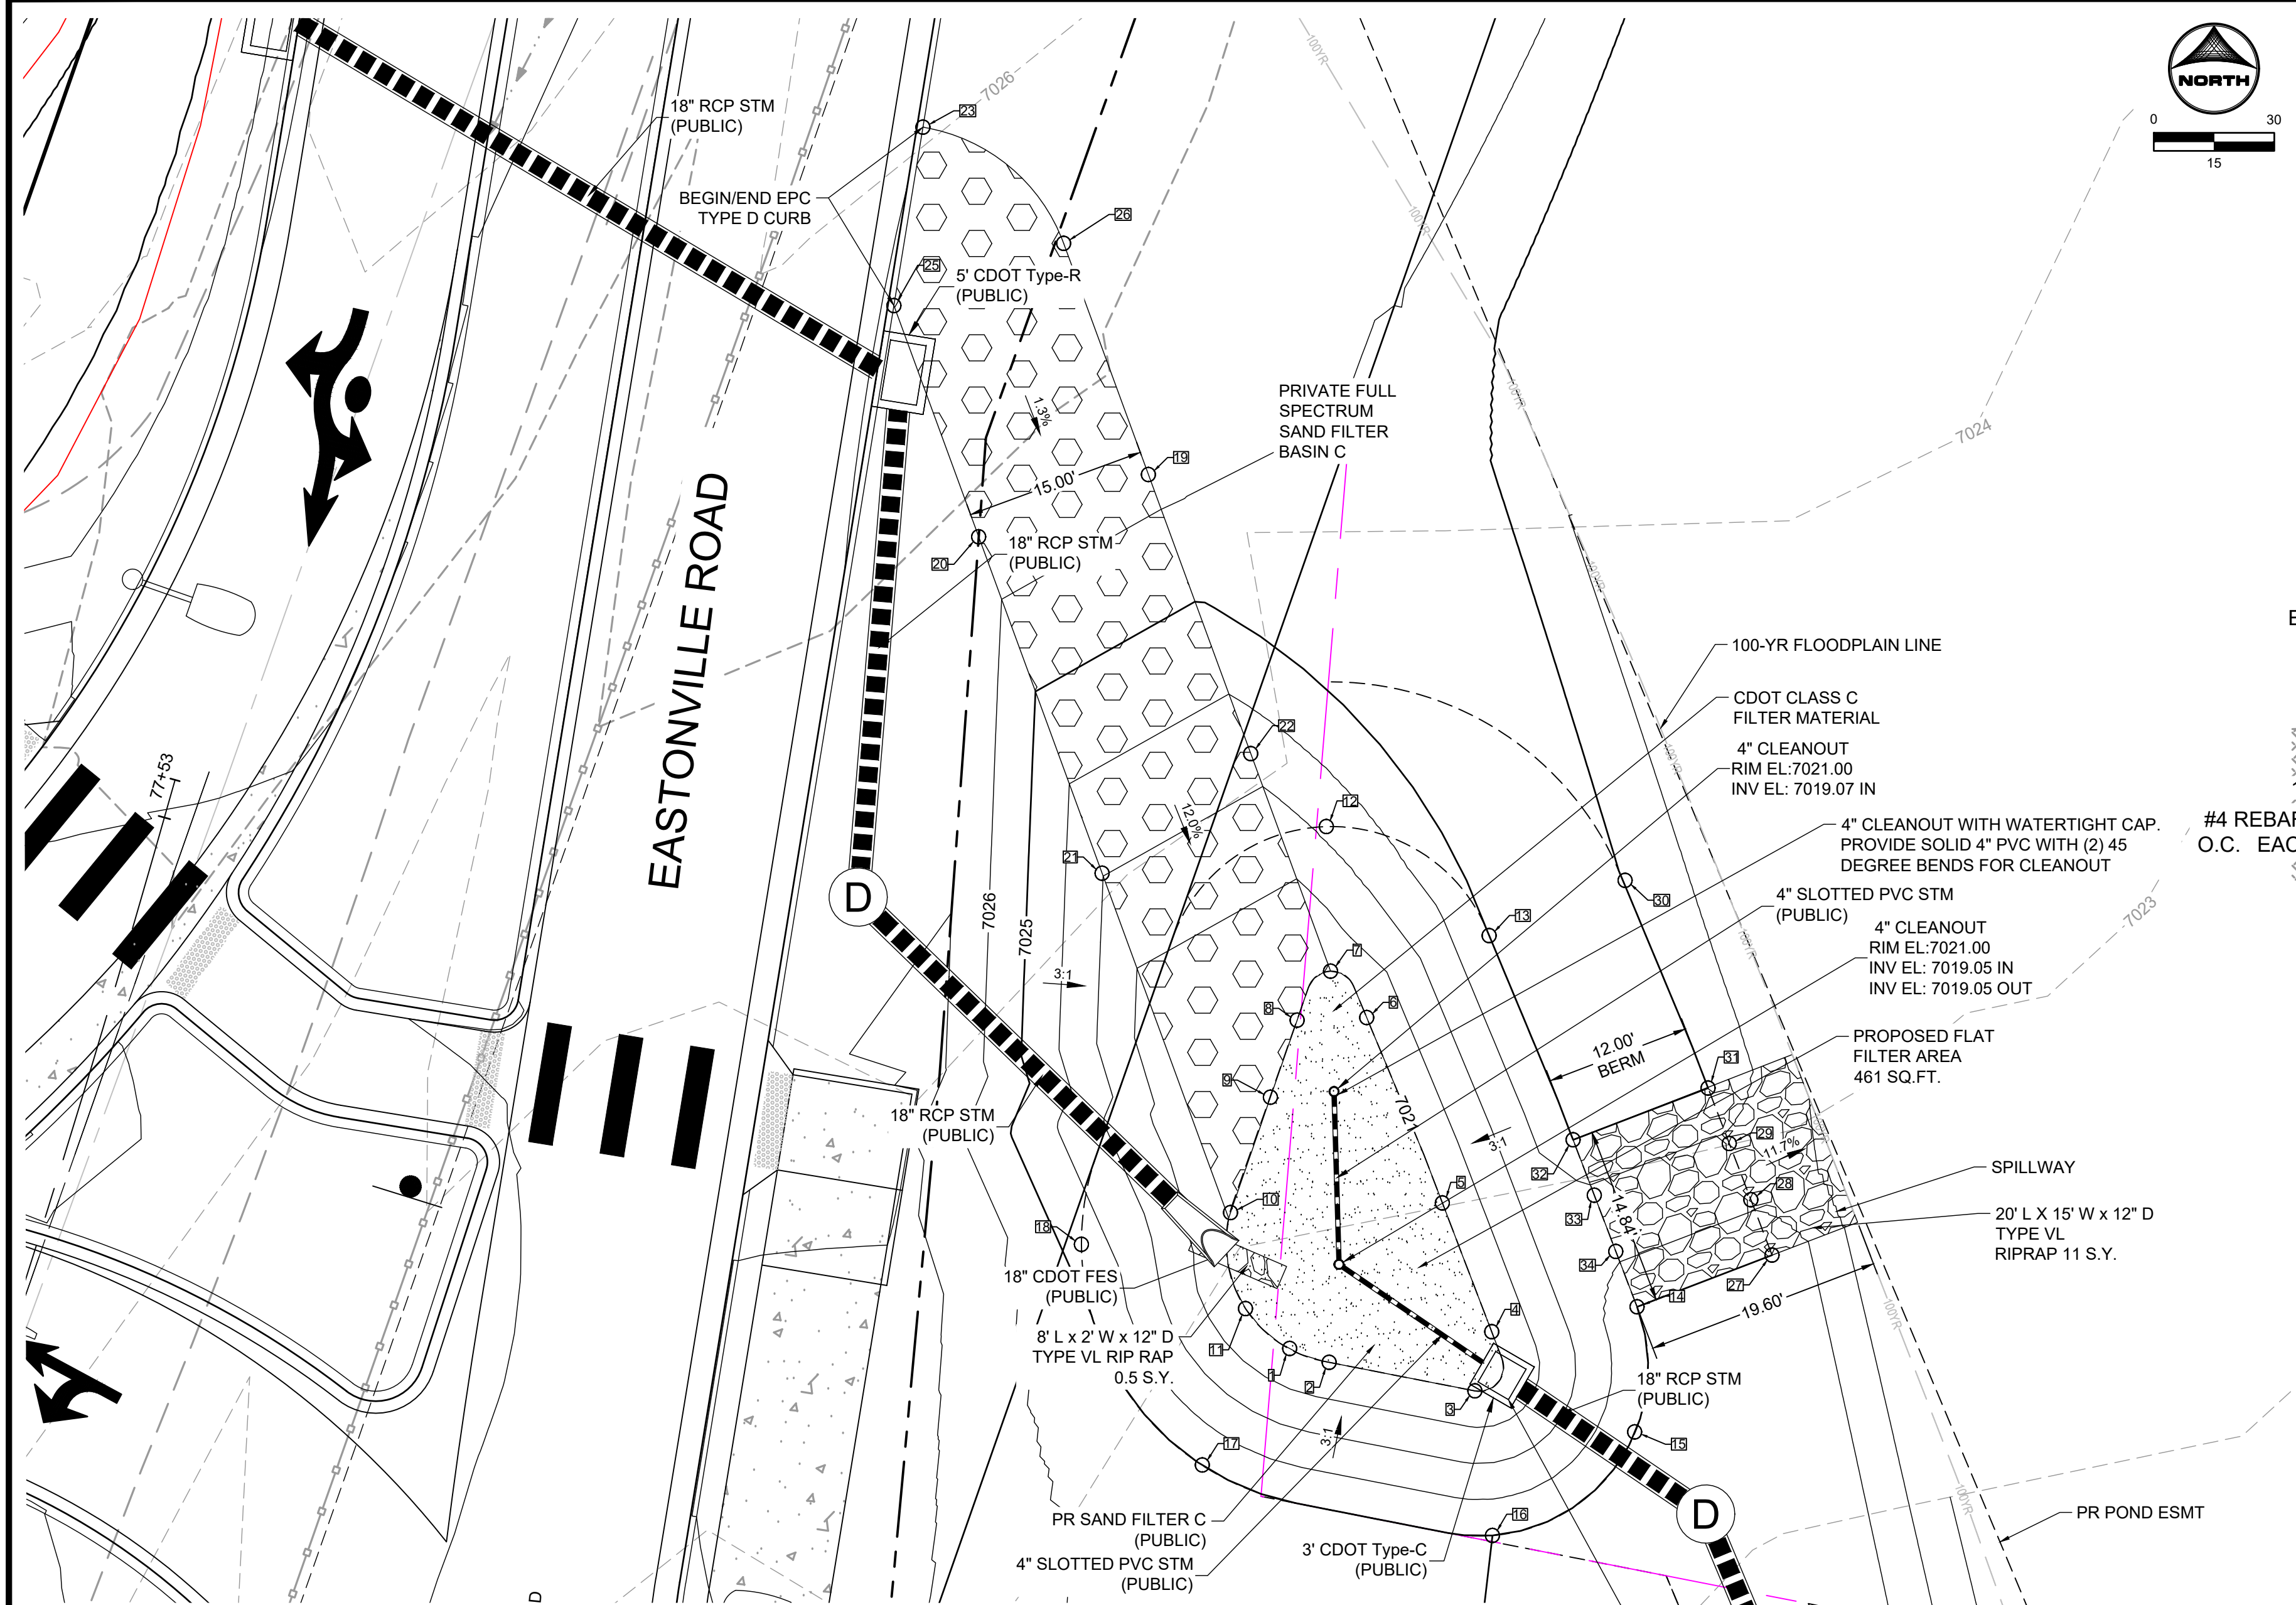 NORTH
0 30
15
18" RCP STM
(PUBLIC)
23
7026
BEGIN/END EPC
TYPE D CURB
26
25
5' CDOT Type-R
(PUBLIC)
100YR
100YR
100YR
PRIVATE FULL
SPECTRUM
SAND FILTER
BASIN C
1.3%
7024
19
15.00'
18" RCP STM
(PUBLIC)
20
EASTONVILLE ROAD
100YR
100-YR FLOODPLAIN LINE
CDOT CLASS C
FILTER MATERIAL
22
4" CLEANOUT
RIM EL:7021.00
INV EL: 7019.07 IN
100YR
77+53
12
12.0%
4" CLEANOUT WITH WATERTIGHT CAP.
PROVIDE SOLID 4" PVC WITH (2) 45
DEGREE BENDS FOR CLEANOUT
#4 REBAR
O.C. EAC
21
D
7026
7025
30
4" SLOTTED PVC STM
(PUBLIC)
13
7023
4" CLEANOUT
RIM EL:7021.00
INV EL: 7019.05 IN
INV EL: 7019.05 OUT
100YR
7
3:1
8
6
12.00'
BERM
PROPOSED FLAT
FILTER AREA
461 SQ.FT.
31
9
7021
18" RCP STM
(PUBLIC)
3:1
29
11.7%
32
SPILLWAY
5
28
10
33
14.84'
20' L X 15' W x 12" D
TYPE VL
RIPRAP 11 S.Y.
18
34
18" CDOT FES
(PUBLIC)
27
14
19.60'
100YR
4
8' L x 2' W x 12" D
TYPE VL RIP RAP
0.5 S.Y.
11
1
2
3
18" RCP STM
(PUBLIC)
17
3:1
15
100YR
PR SAND FILTER C
(PUBLIC)
16
D
PR POND ESMT
3' CDOT Type-C
(PUBLIC)
4" SLOTTED PVC STM
(PUBLIC)
D